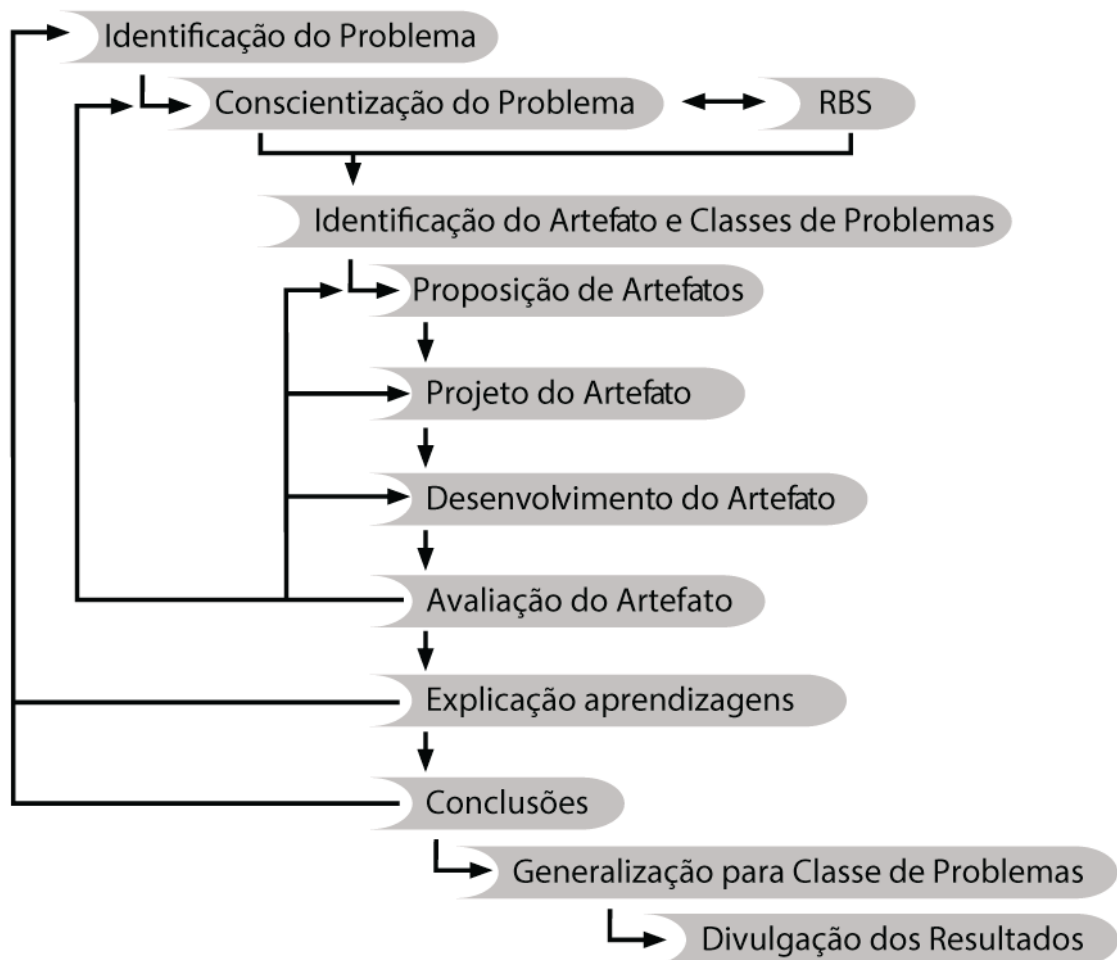 Identificação do Problema
Conscientização do Problema
RBS
Identificação do Artefato e Classes de Problemas
Proposição de Artefatos
Projeto do Artefato
Desenvolvimento do Artefato
Avaliação do Artefato
Explicação aprendizagens
Conclusões
Generalização para Classe de Problemas
Divulgação dos Resultados